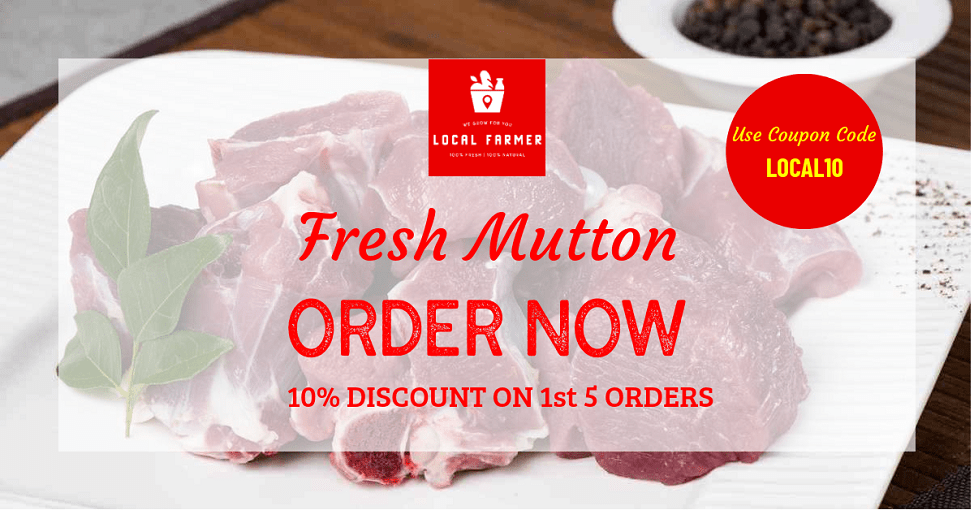 WE GROW FOR YOU
LOCAL FARMER
100% FRESH | 100% NATURAL
Use Coupon Code
LOCAL10
Fresh Mutton
ORDER NOW
10% DISCOUNT ON 1st 5 ORDERS